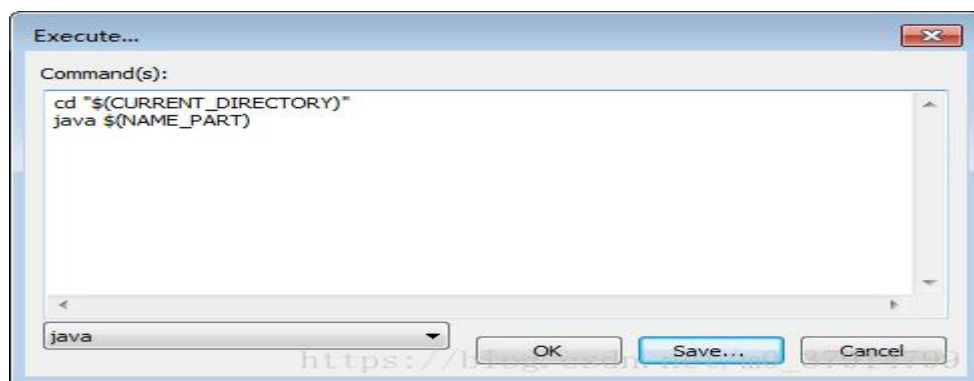 Execute...
Command(s):
cd "$(CURRENT_DIRECTORY)"
java $(NAME_PART)
java
OK
Save...
Cancel